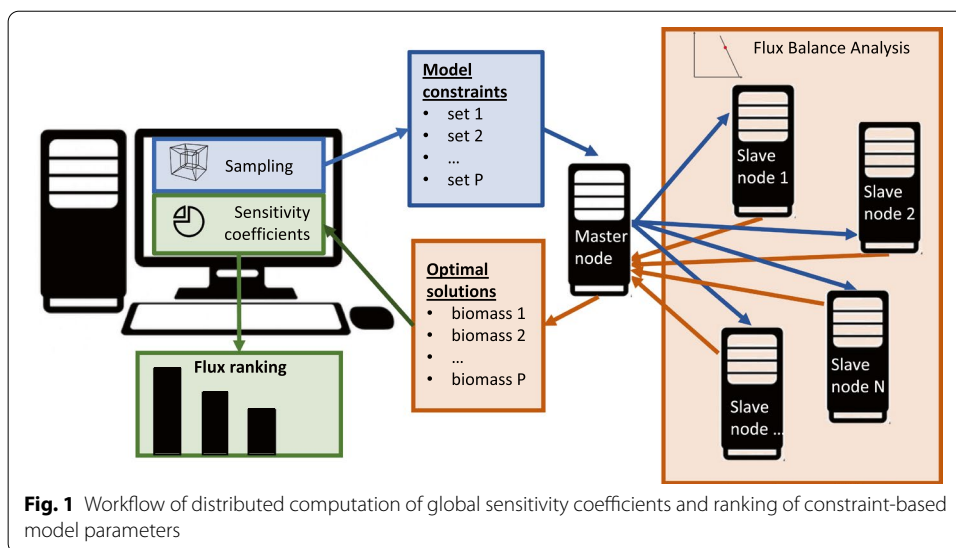 Sampling
Sensitivity
coefficients
Flux ranking
Model
constraints
• set 1
• set 2
• ...
• set P
Optimal
solutions
• biomass 1
• biomass 2
• ...
• biomass P
Master
node
Flux Balance Analysis
Slave
node 1
Slave
node 2
Slave
node N
Slave
node ...
Fig. 1 Workflow of distributed computation of global sensitivity coefficients and ranking of constraint-based
model parameters